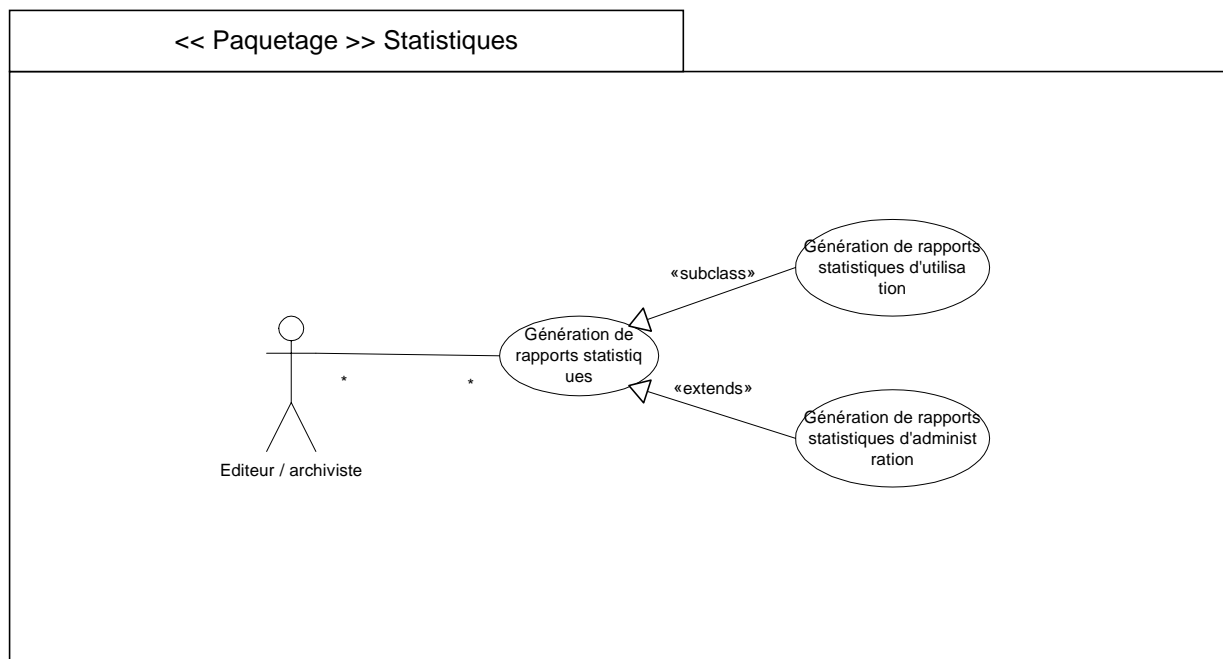 << Paquetage >> Statistiques
Génération de rapports
statistiques d'utilisa
tion
«subclass»
Génération de
rapports statistiq
ues
*
*
«extends»
Génération de rapports
statistiques d'administ
ration
Editeur / archiviste